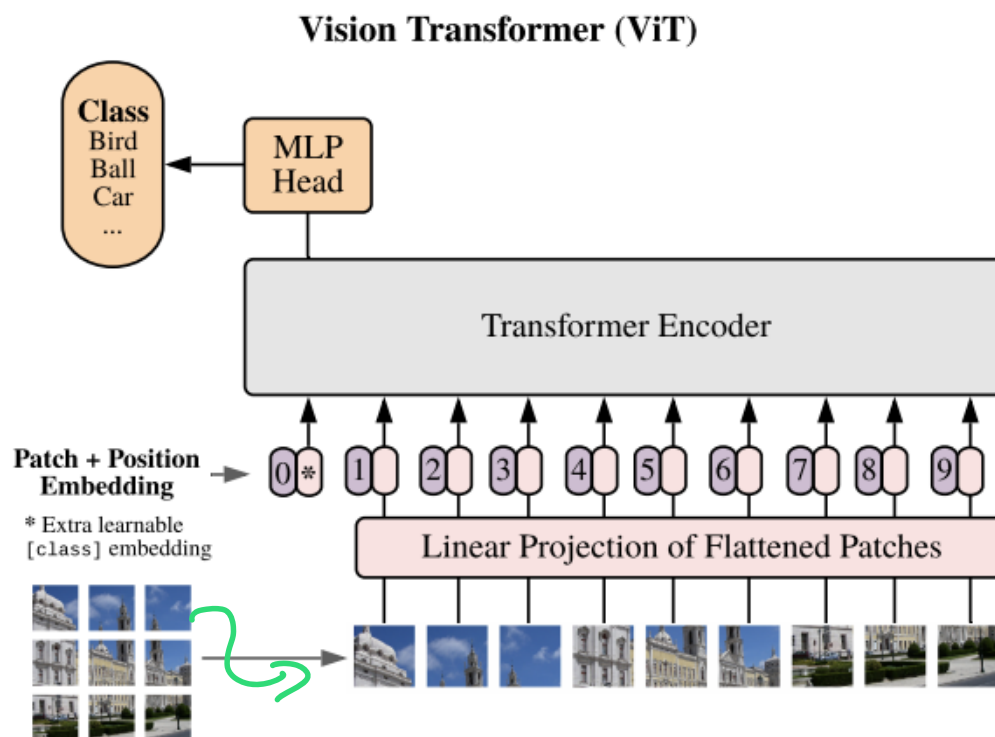 Vision Transformer (ViT)
Class
Bird
Ball
Car
...
MLP
Head
Transformer Encoder
Patch + Position
Embedding
0 * 1 2 3 4 5 6 7 8 9
* Extra learnable
[class] embedding
Linear Projection of Flattened Patches